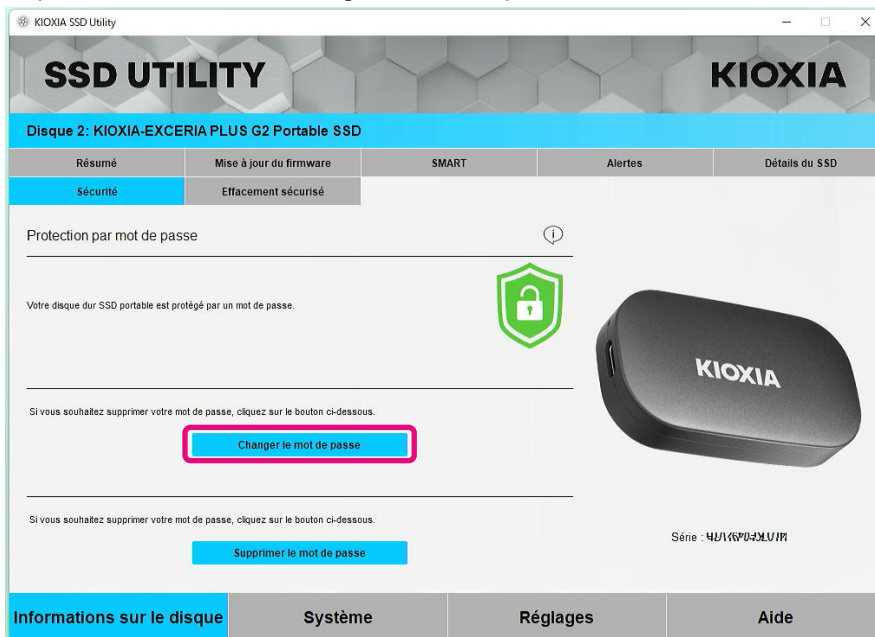 KIOXIA SSD Utility
SSD UTILITY
KIOXIA
Disque 2: KIOXIA-EXCERIA PLUS G2 Portable SSD
Résumé
Mise à jour du firmware
SMART
Alertes
Détails du SSD
Sécurité
Effacement sécurisé
Protection par mot de passe
Votre disque dur SSD portable est protégé par un mot de passe.
KIOXIA
Si vous souhaitez supprimer votre mot de passe, cliquez sur le bouton ci-dessous.
Changer le mot de passe
Si vous souhaitez supprimer votre mot de passe, cliquez sur le bouton ci-dessous.
Supprimer le mot de passe
Série :
Informations sur le disque
Système
Réglages
Aide